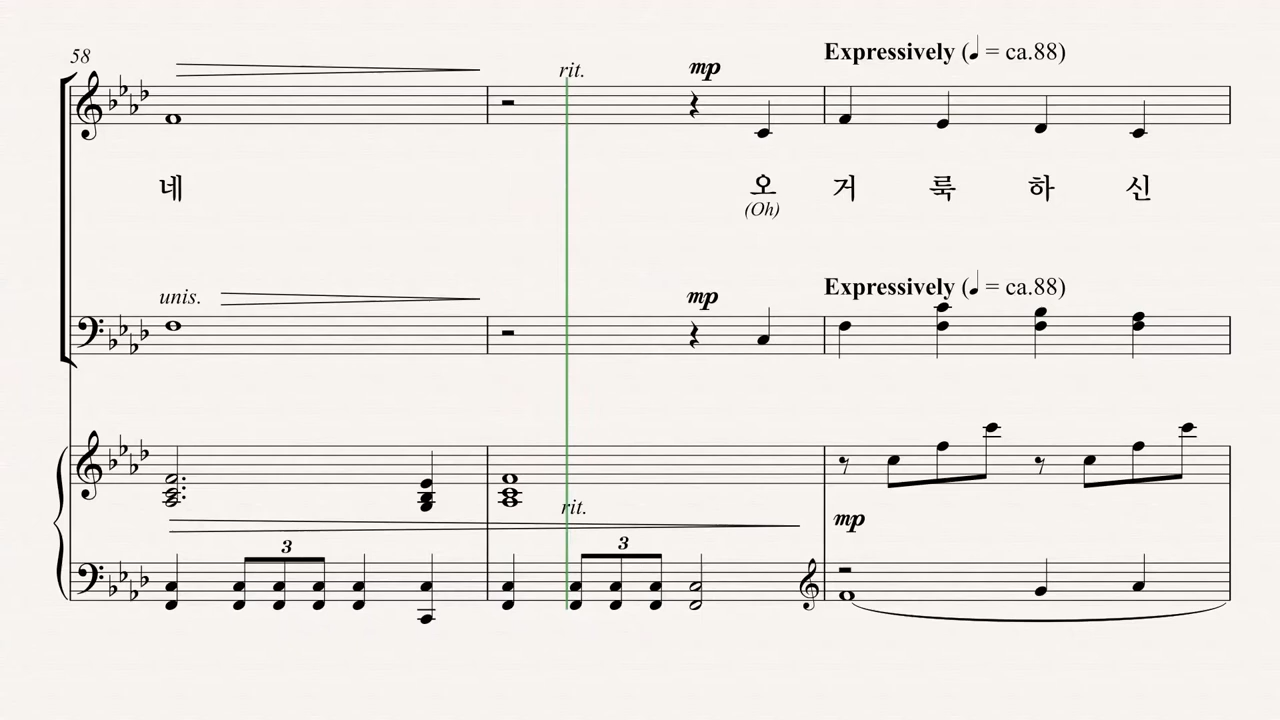 58
Expressively (♩ = ca.88)
rit.
mp
네 오 거 룩 하 신
(Oh)
Expressively (♩ = ca.88)
unis.
mp
rit.
mp
3
3